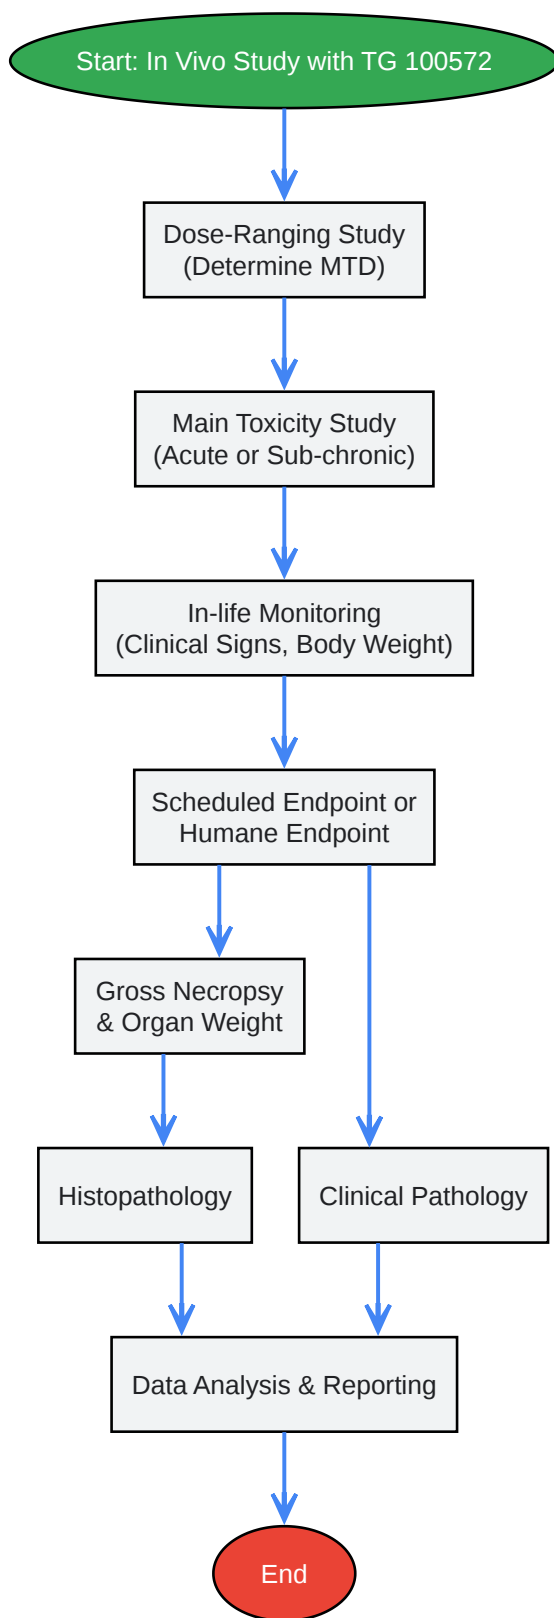 Start: In Vivo Study with TG 100572
Dose-Ranging Study
(Determine MTD)
Main Toxicity Study
(Acute or Sub-chronic)
In-life Monitoring
(Clinical Signs, Body Weight)
Scheduled Endpoint or
Humane Endpoint
Gross Necropsy
& Organ Weight
Histopathology
Clinical Pathology
Data Analysis & Reporting
End